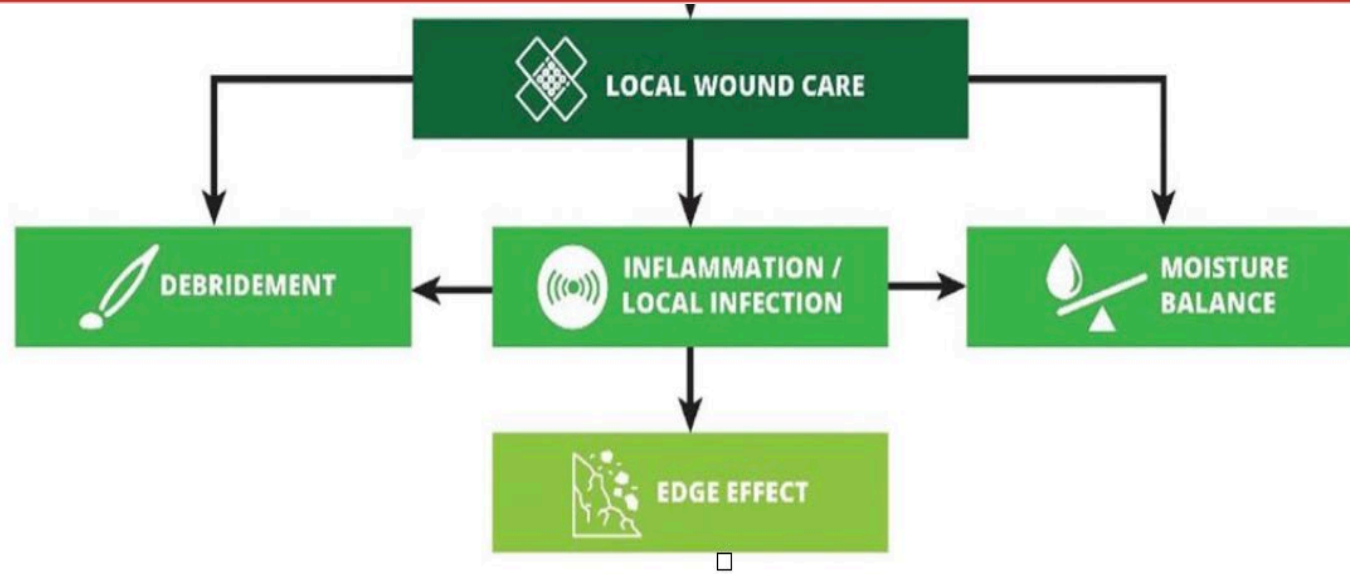 LOCAL WOUND CARE
DEBRIDEMENT
INFLAMMATION /
LOCAL INFECTION
MOISTURE
BALANCE
EDGE EFFECT